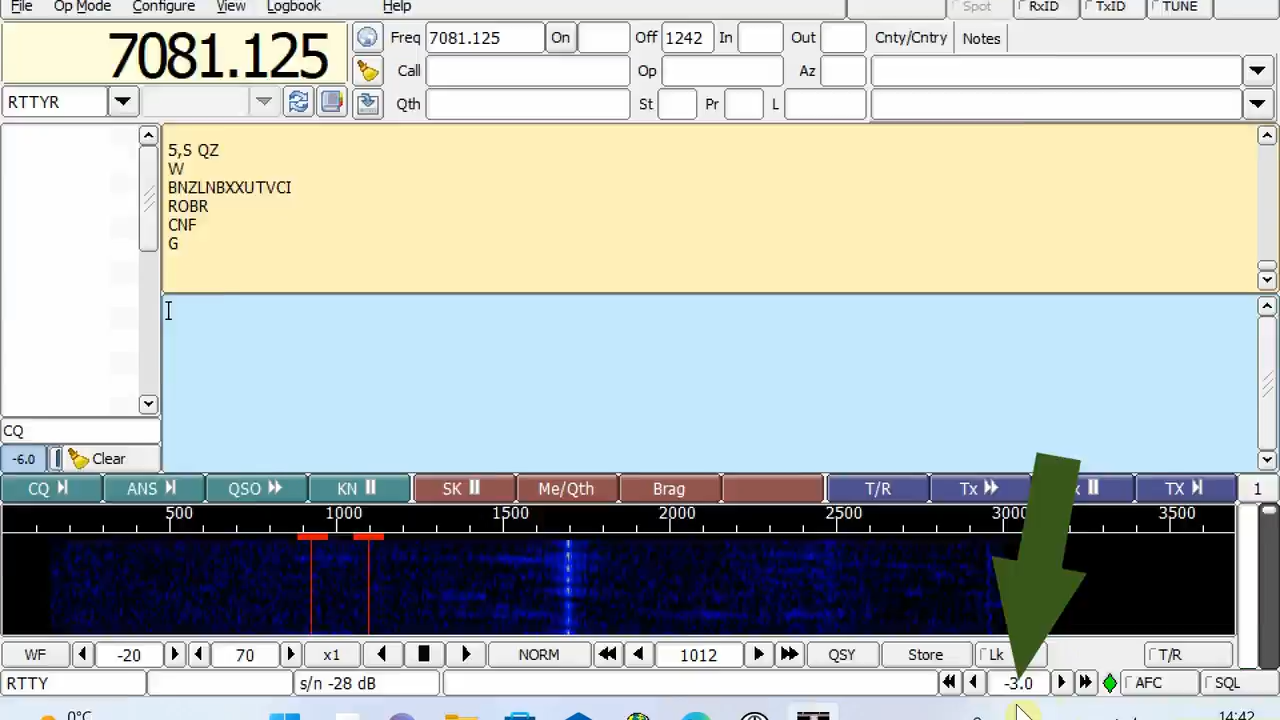 File Op Mode Configure View Logbook Help Spot RxID TxID TUNE
7081.125 Freq 7081.125 On Off 1242 In Out Cnty/Cntry Notes
Call Op Az
RTTYR Qth St Pr L
5,S QZ
W
BNZLNBXXUTVCI
ROBR
CNF
G
CQ
-6.0 Clear
CQ ANS QSO KN SK Me/Qth Brag T/R Tx TX 1
500 1000 1500 2000 2500 3000 3500
WF -20 70 x1 NORM 1012 QSY Store Lk T/R
RTTY s/n -28 dB -3.0 AFC SQL
0°C 14:42